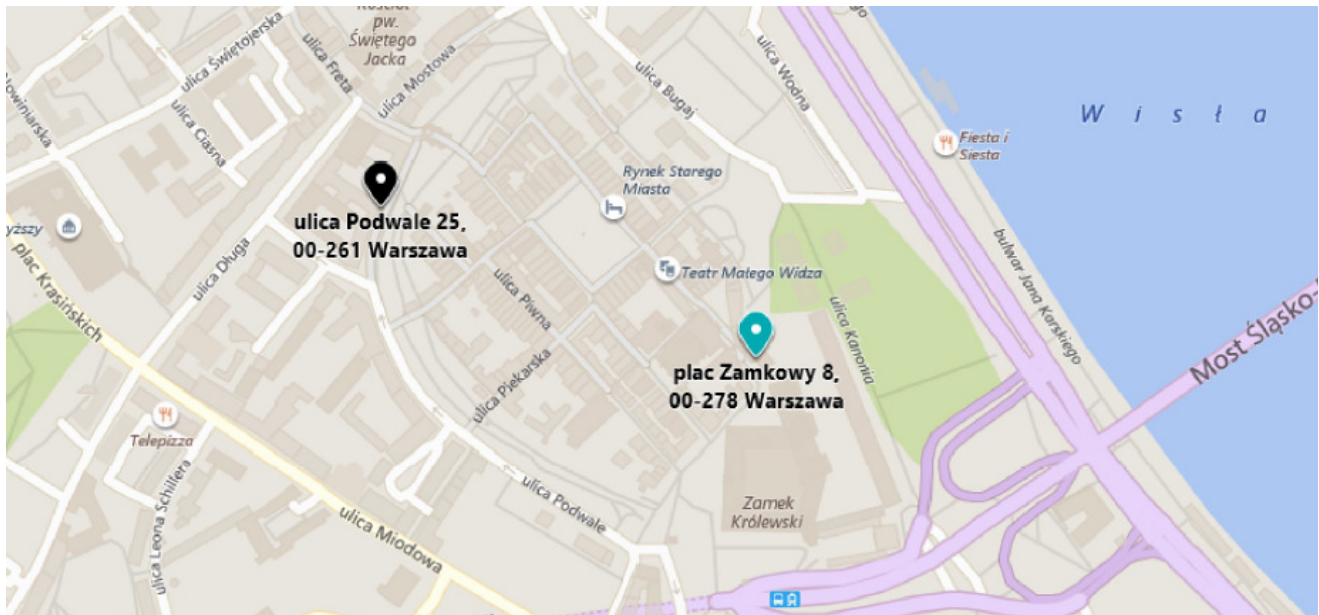 Kościół
pw.
Świętego
Jacka
ulica Świętojerska
ulica Freta
ulica Mostowa
ulica Ciasna
ulica Bugaj
ulica Wodna
Wisła
Fiesta i
Siesta
Rynek Starego
Miasta
ulica Podwale 25,
00-261 Warszawa
plac Krasińskich
ulica Długa
ulica Piwna
Teatr Małego Widza
ulica Kanonia
bulwar Jana Karskiego
Most Śląsko-
plac Zamkowy 8,
00-278 Warszawa
ulica Piekarska
Telepizza
ulica Leona Schillera
ulica Miodowa
ulica Podwale
Zamek
Królewski